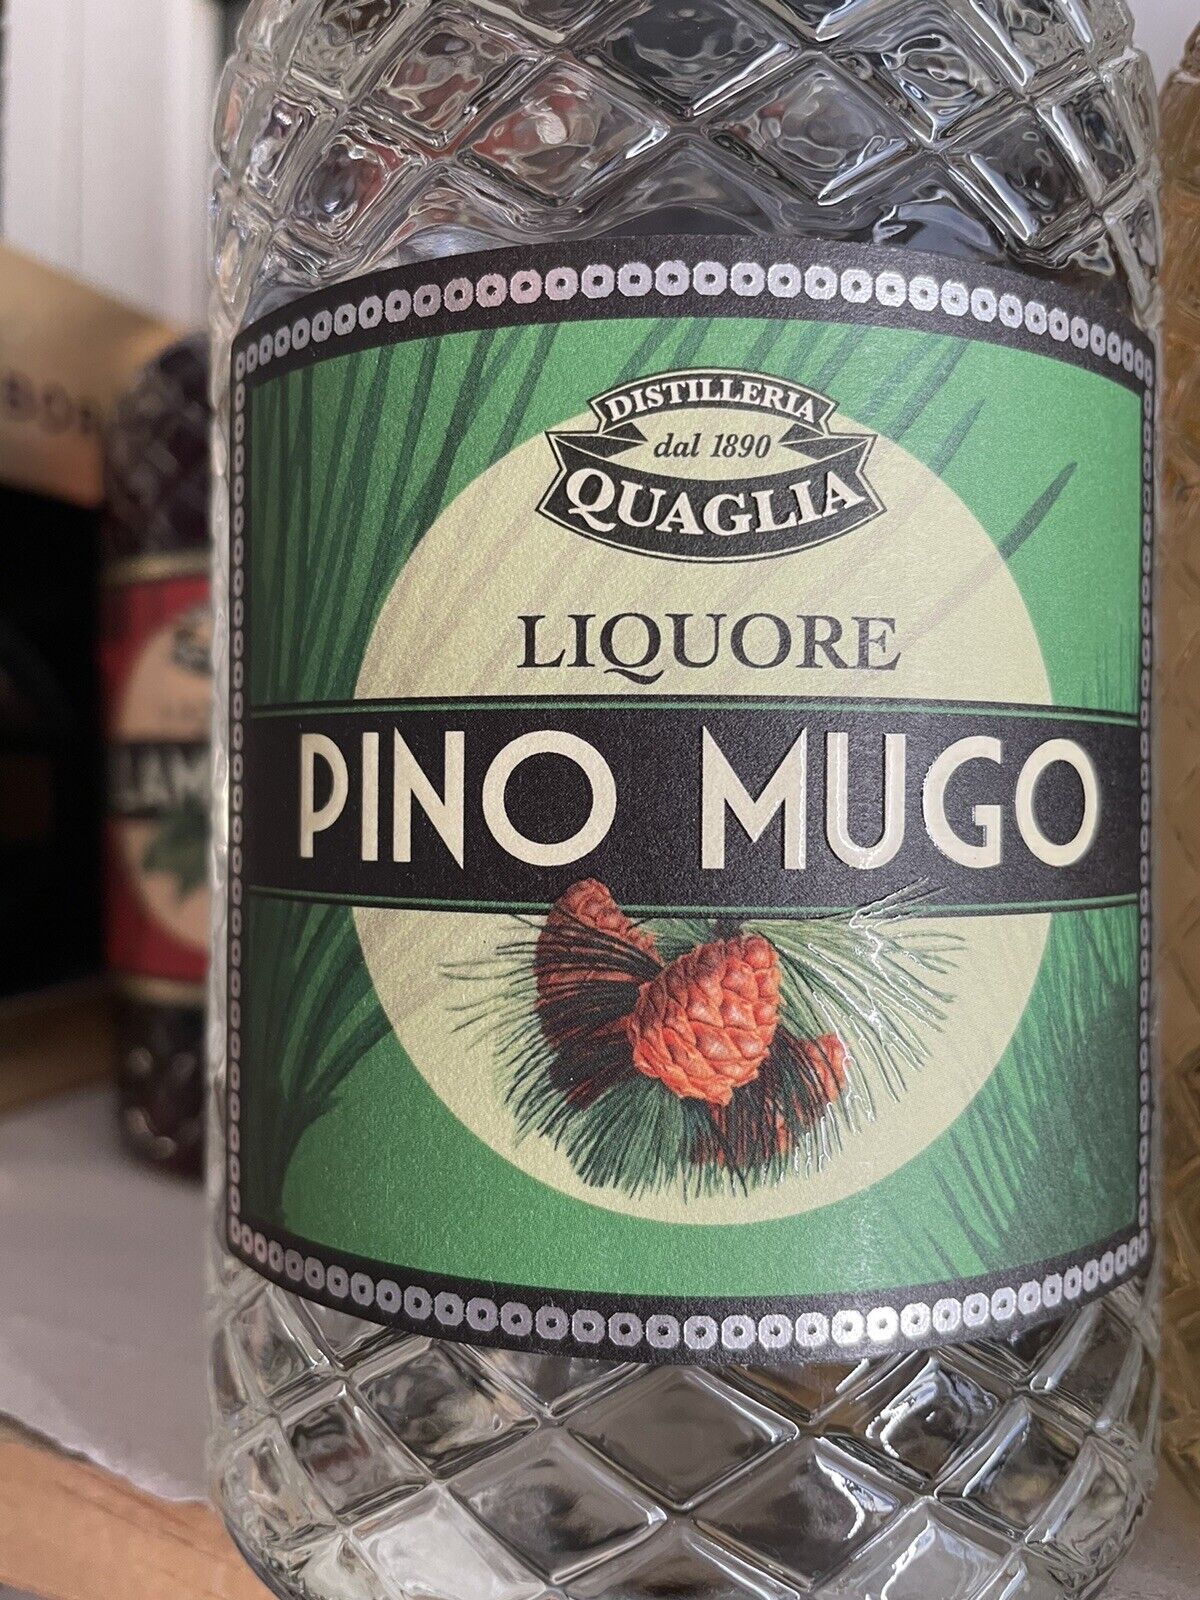 DISTILLERIA
dal 1890
QUAGLIA
LIQUORE
PINO MUGO